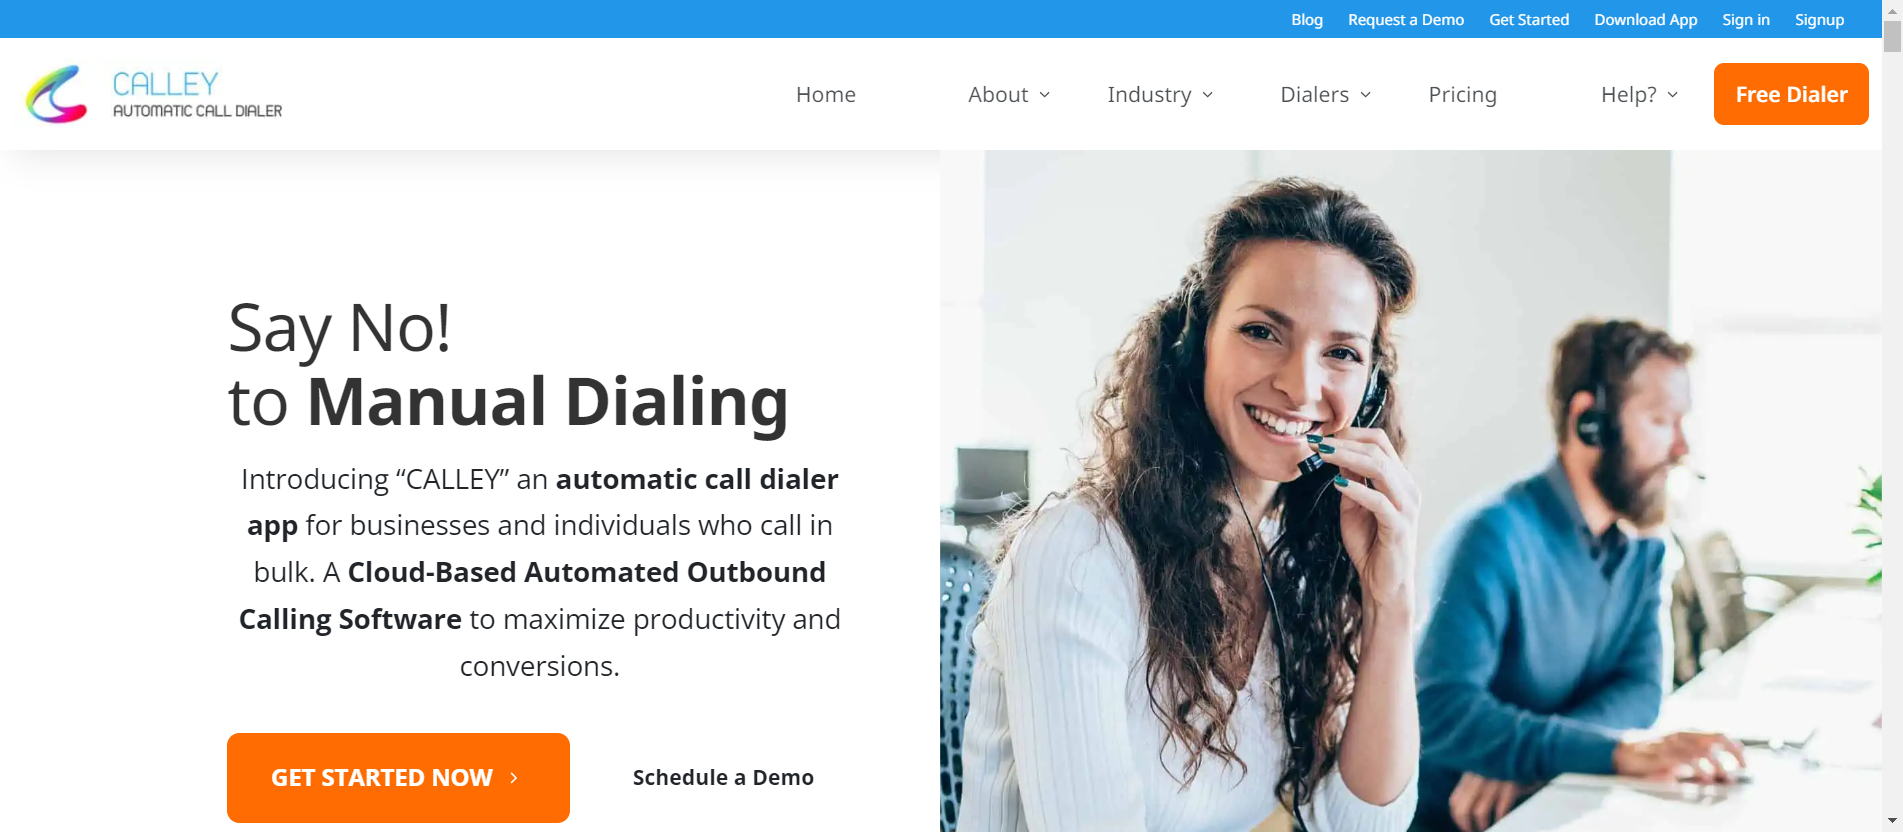 Blog Request a Demo Get Started Download App Sign in Signup
CALLEY
AUTOMATIC CALL DIALER
Home About Industry Dialers Pricing Help? Free Dialer
Say No!
to Manual Dialing
Introducing “CALLEY” an automatic call dialer
app for businesses and individuals who call in
bulk. A Cloud-Based Automated Outbound
Calling Software to maximize productivity and
conversions.
GET STARTED NOW Schedule a Demo